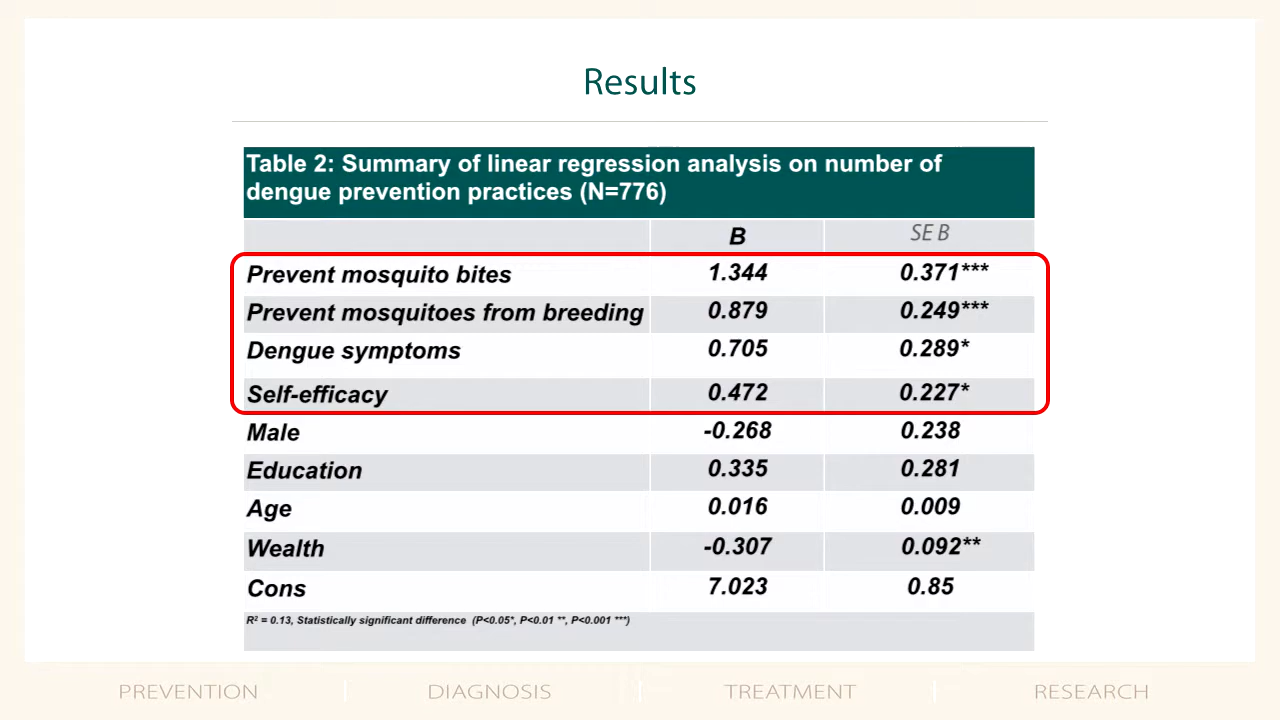 Results
Table 2: Summary of linear regression analysis on number of
dengue prevention practices (N=776)
B SE B
Prevent mosquito bites 1.344 0.371***
Prevent mosquitoes from breeding 0.879 0.249***
Dengue symptoms 0.705 0.289*
Self-efficacy 0.472 0.227*
Male -0.268 0.238
Education 0.335 0.281
Age 0.016 0.009
Wealth -0.307 0.092**
Cons 7.023 0.85
R² = 0.13, Statistically significant difference (P<0.05*, P<0.01 **, P<0.001 ***)
PREVENTION DIAGNOSIS TREATMENT RESEARCH